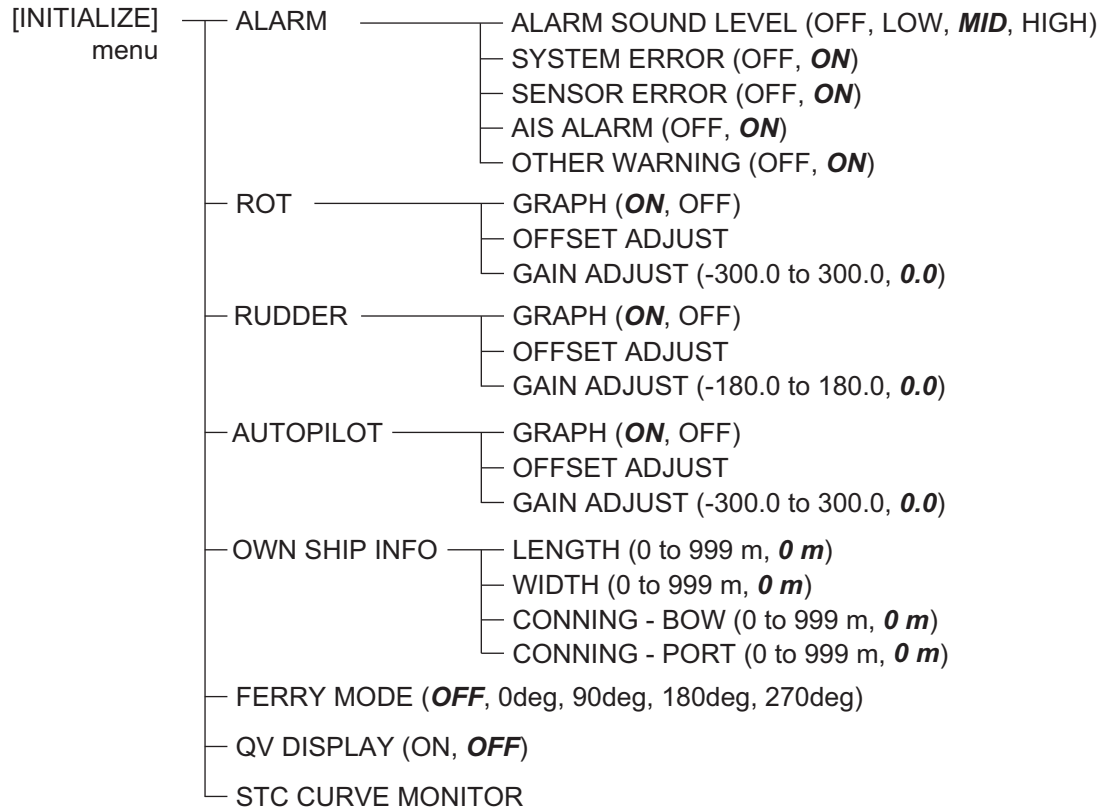 [INITIALIZE]
menu
ALARM
ALARM SOUND LEVEL (OFF, LOW, MID, HIGH)
SYSTEM ERROR (OFF, ON)
SENSOR ERROR (OFF, ON)
AIS ALARM (OFF, ON)
OTHER WARNING (OFF, ON)
ROT
GRAPH (ON, OFF)
OFFSET ADJUST
GAIN ADJUST (-300.0 to 300.0, 0.0)
RUDDER
GRAPH (ON, OFF)
OFFSET ADJUST
GAIN ADJUST (-180.0 to 180.0, 0.0)
AUTOPILOT
GRAPH (ON, OFF)
OFFSET ADJUST
GAIN ADJUST (-300.0 to 300.0, 0.0)
OWN SHIP INFO
LENGTH (0 to 999 m, 0 m)
WIDTH (0 to 999 m, 0 m)
CONNING - BOW (0 to 999 m, 0 m)
CONNING - PORT (0 to 999 m, 0 m)
FERRY MODE (OFF, 0deg, 90deg, 180deg, 270deg)
QV DISPLAY (ON, OFF)
STC CURVE MONITOR